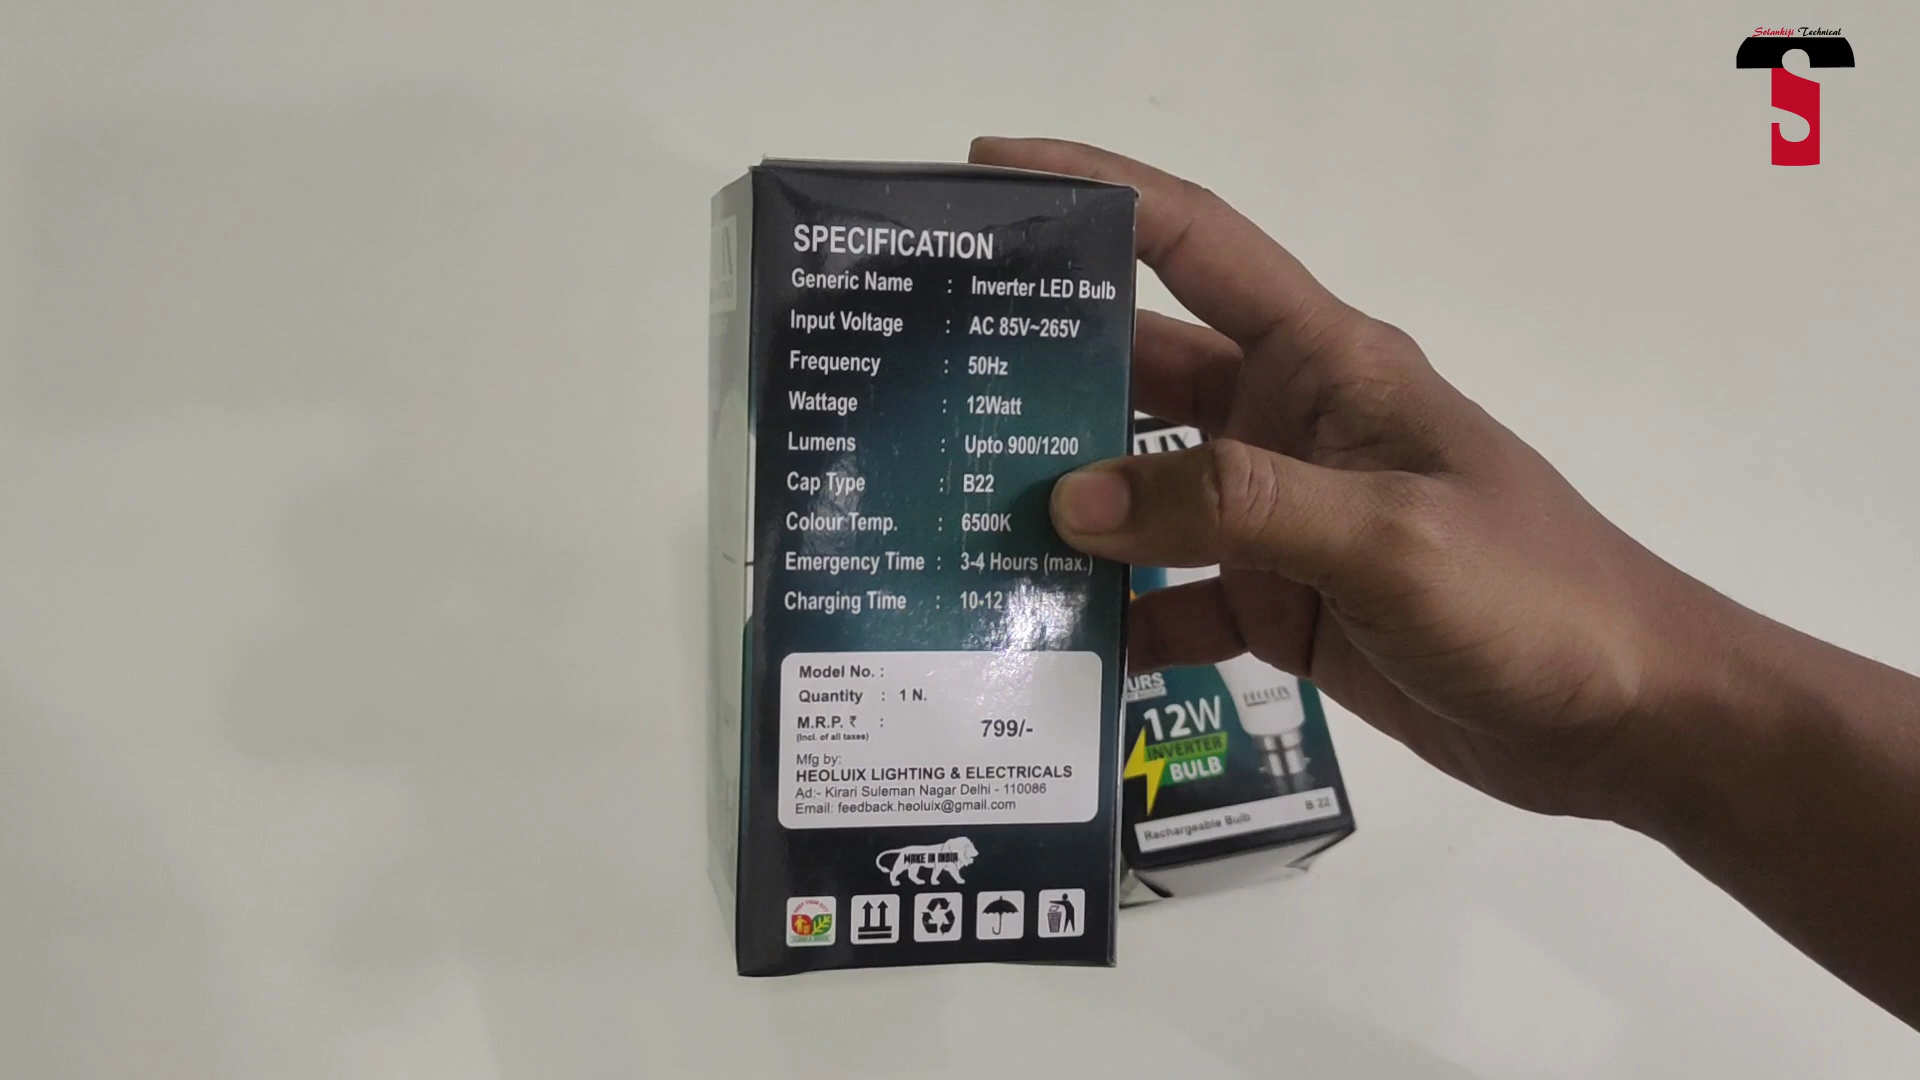 Solankiji Technical
SPECIFICATION
Generic Name : Inverter LED Bulb
Input Voltage : AC 85V~265V
Frequency : 50Hz
Wattage : 12Watt
Lumens : Upto 900/1200
Cap Type : B22
Colour Temp. : 6500K
Emergency Time : 3-4 Hours (max.)
Charging Time : 10-12
Model No. :
Quantity : 1 N.
M.R.P. ₹ :
(Incl. of all taxes)
799/-
Mfg by:
HEOLUIX LIGHTING & ELECTRICALS
Ad:- Kirari Suleman Nagar Delhi - 110086
Email: feedback.heoluix@gmail.com
MAKE IN INDIA
12W
INVERTER
BULB
HEOLUIX
Rechargeable Bulb B 22